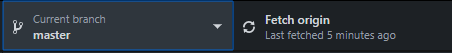 Current branch
master
Fetch origin
Last fetched 5 minutes ago